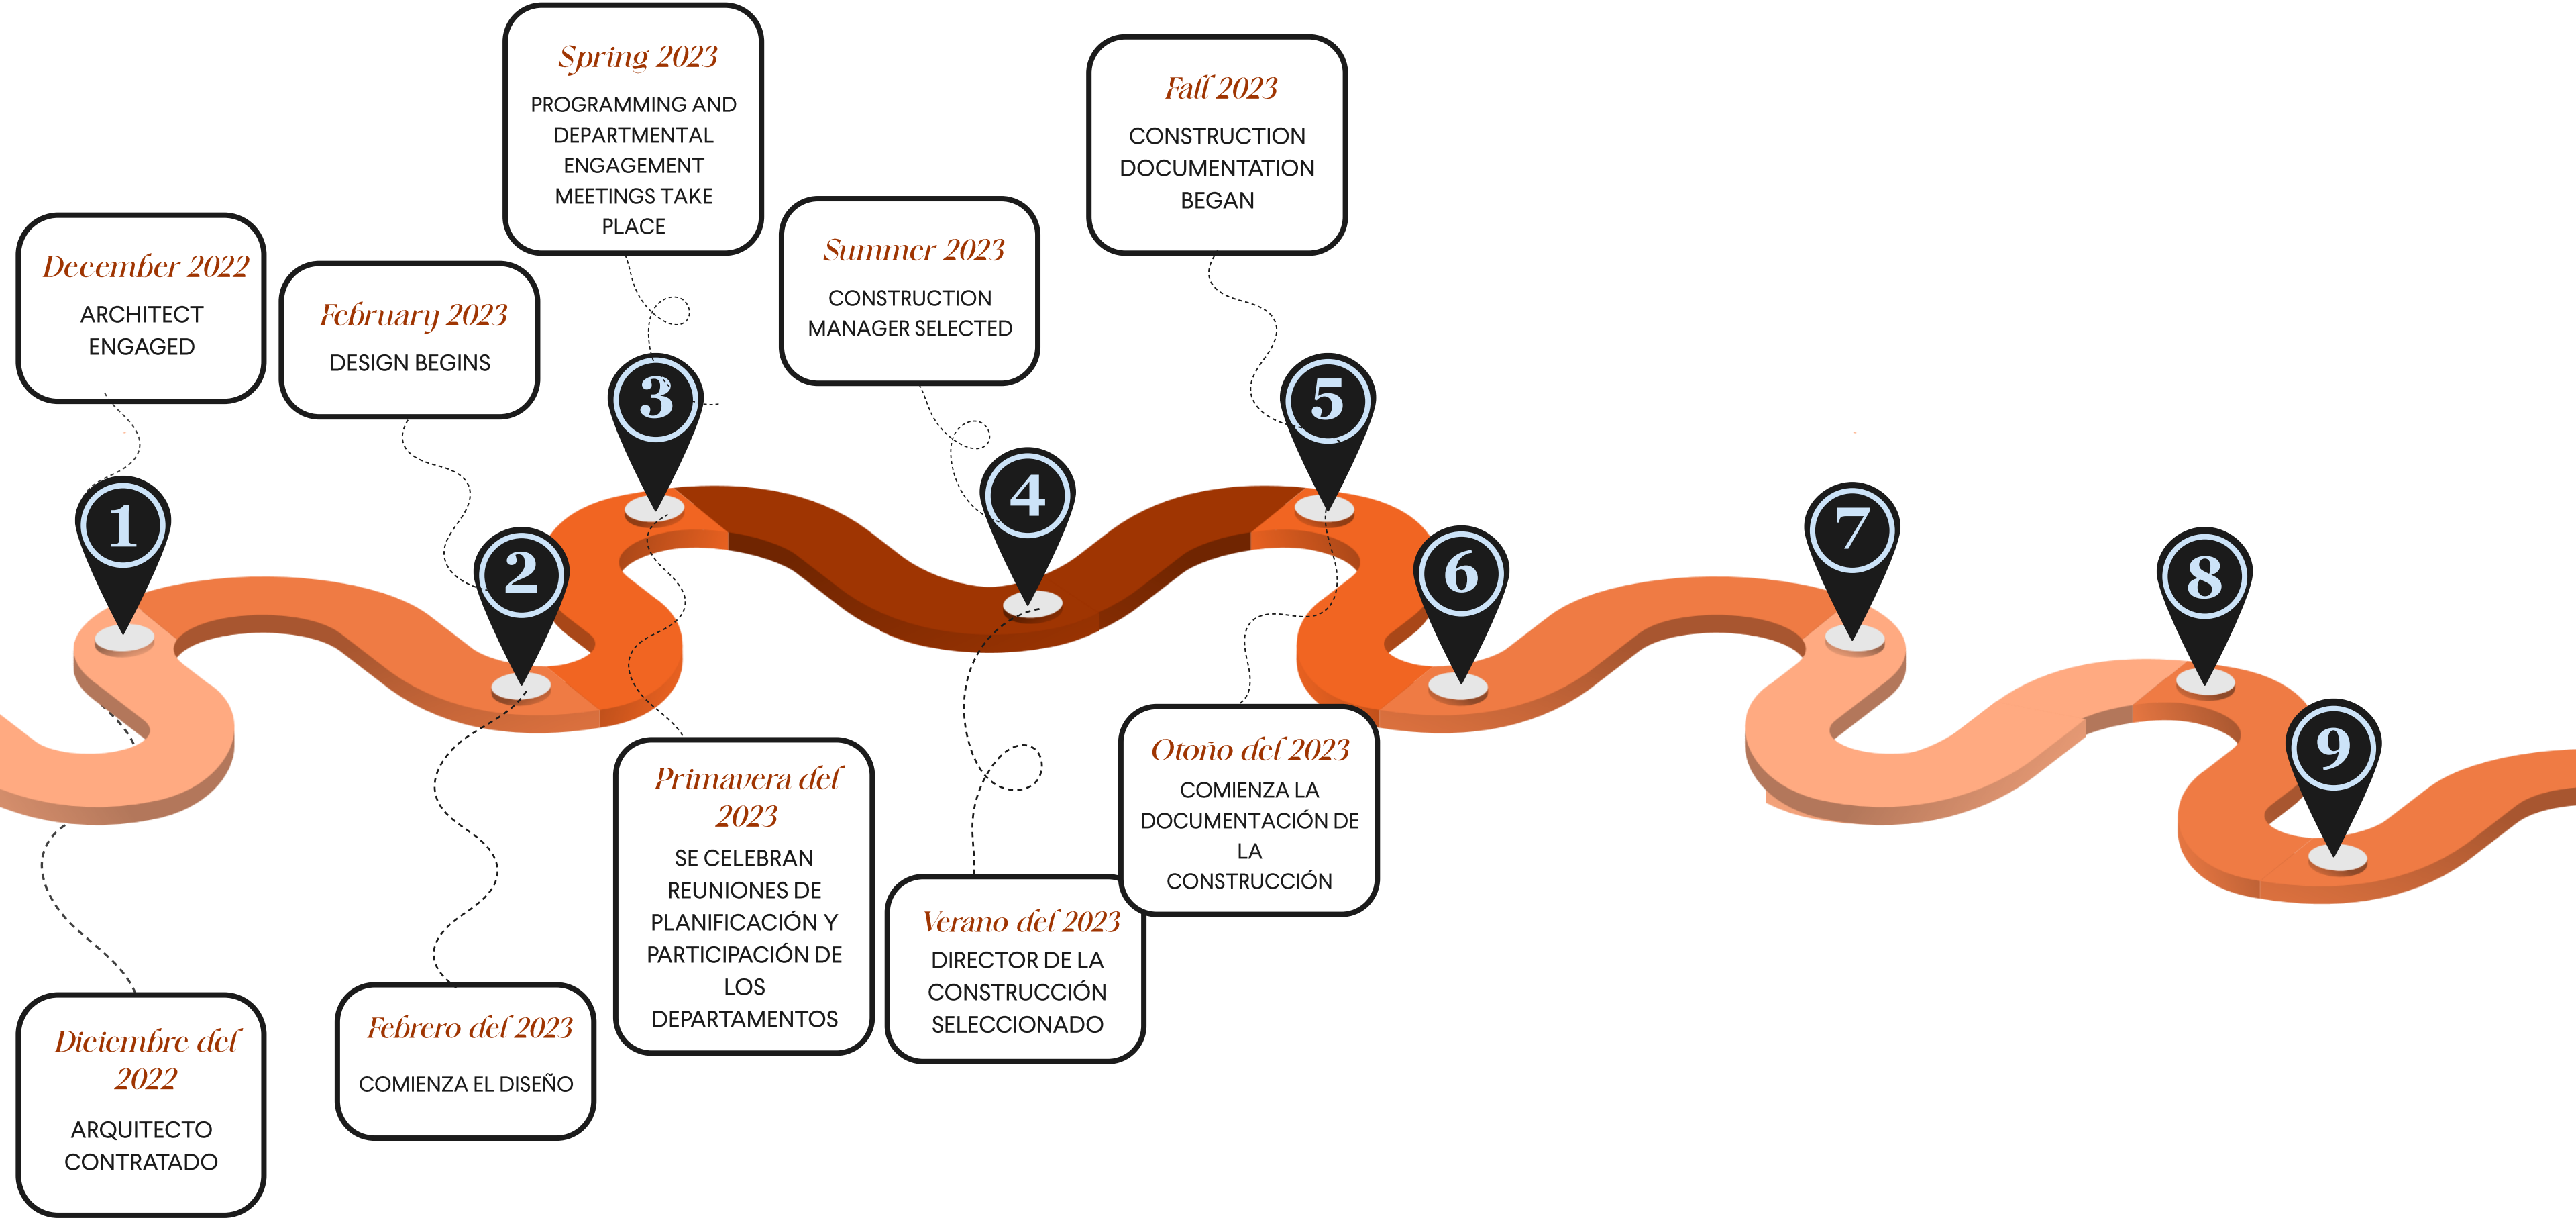 Spring 2023
PROGRAMMING AND
DEPARTMENTAL
ENGAGEMENT
MEETINGS TAKE
PLACE
Fall 2023
CONSTRUCTION
DOCUMENTATION
BEGAN
December 2022
ARCHITECT
ENGAGED
February 2023
DESIGN BEGINS
Summer 2023
CONSTRUCTION
MANAGER SELECTED
1
2
3
4
5
6
7
8
9
Diciembre del
2022
ARQUITECTO
CONTRATADO
Febrero del 2023
COMIENZA EL DISEÑO
Primavera del
2023
SE CELEBRAN
REUNIONES DE
PLANIFICACIÓN Y
PARTICIPACIÓN DE
LOS
DEPARTAMENTOS
Verano del 2023
DIRECTOR DE LA
CONSTRUCCIÓN
SELECCIONADO
Otoño del 2023
COMIENZA LA
DOCUMENTACIÓN DE
LA
CONSTRUCCIÓN